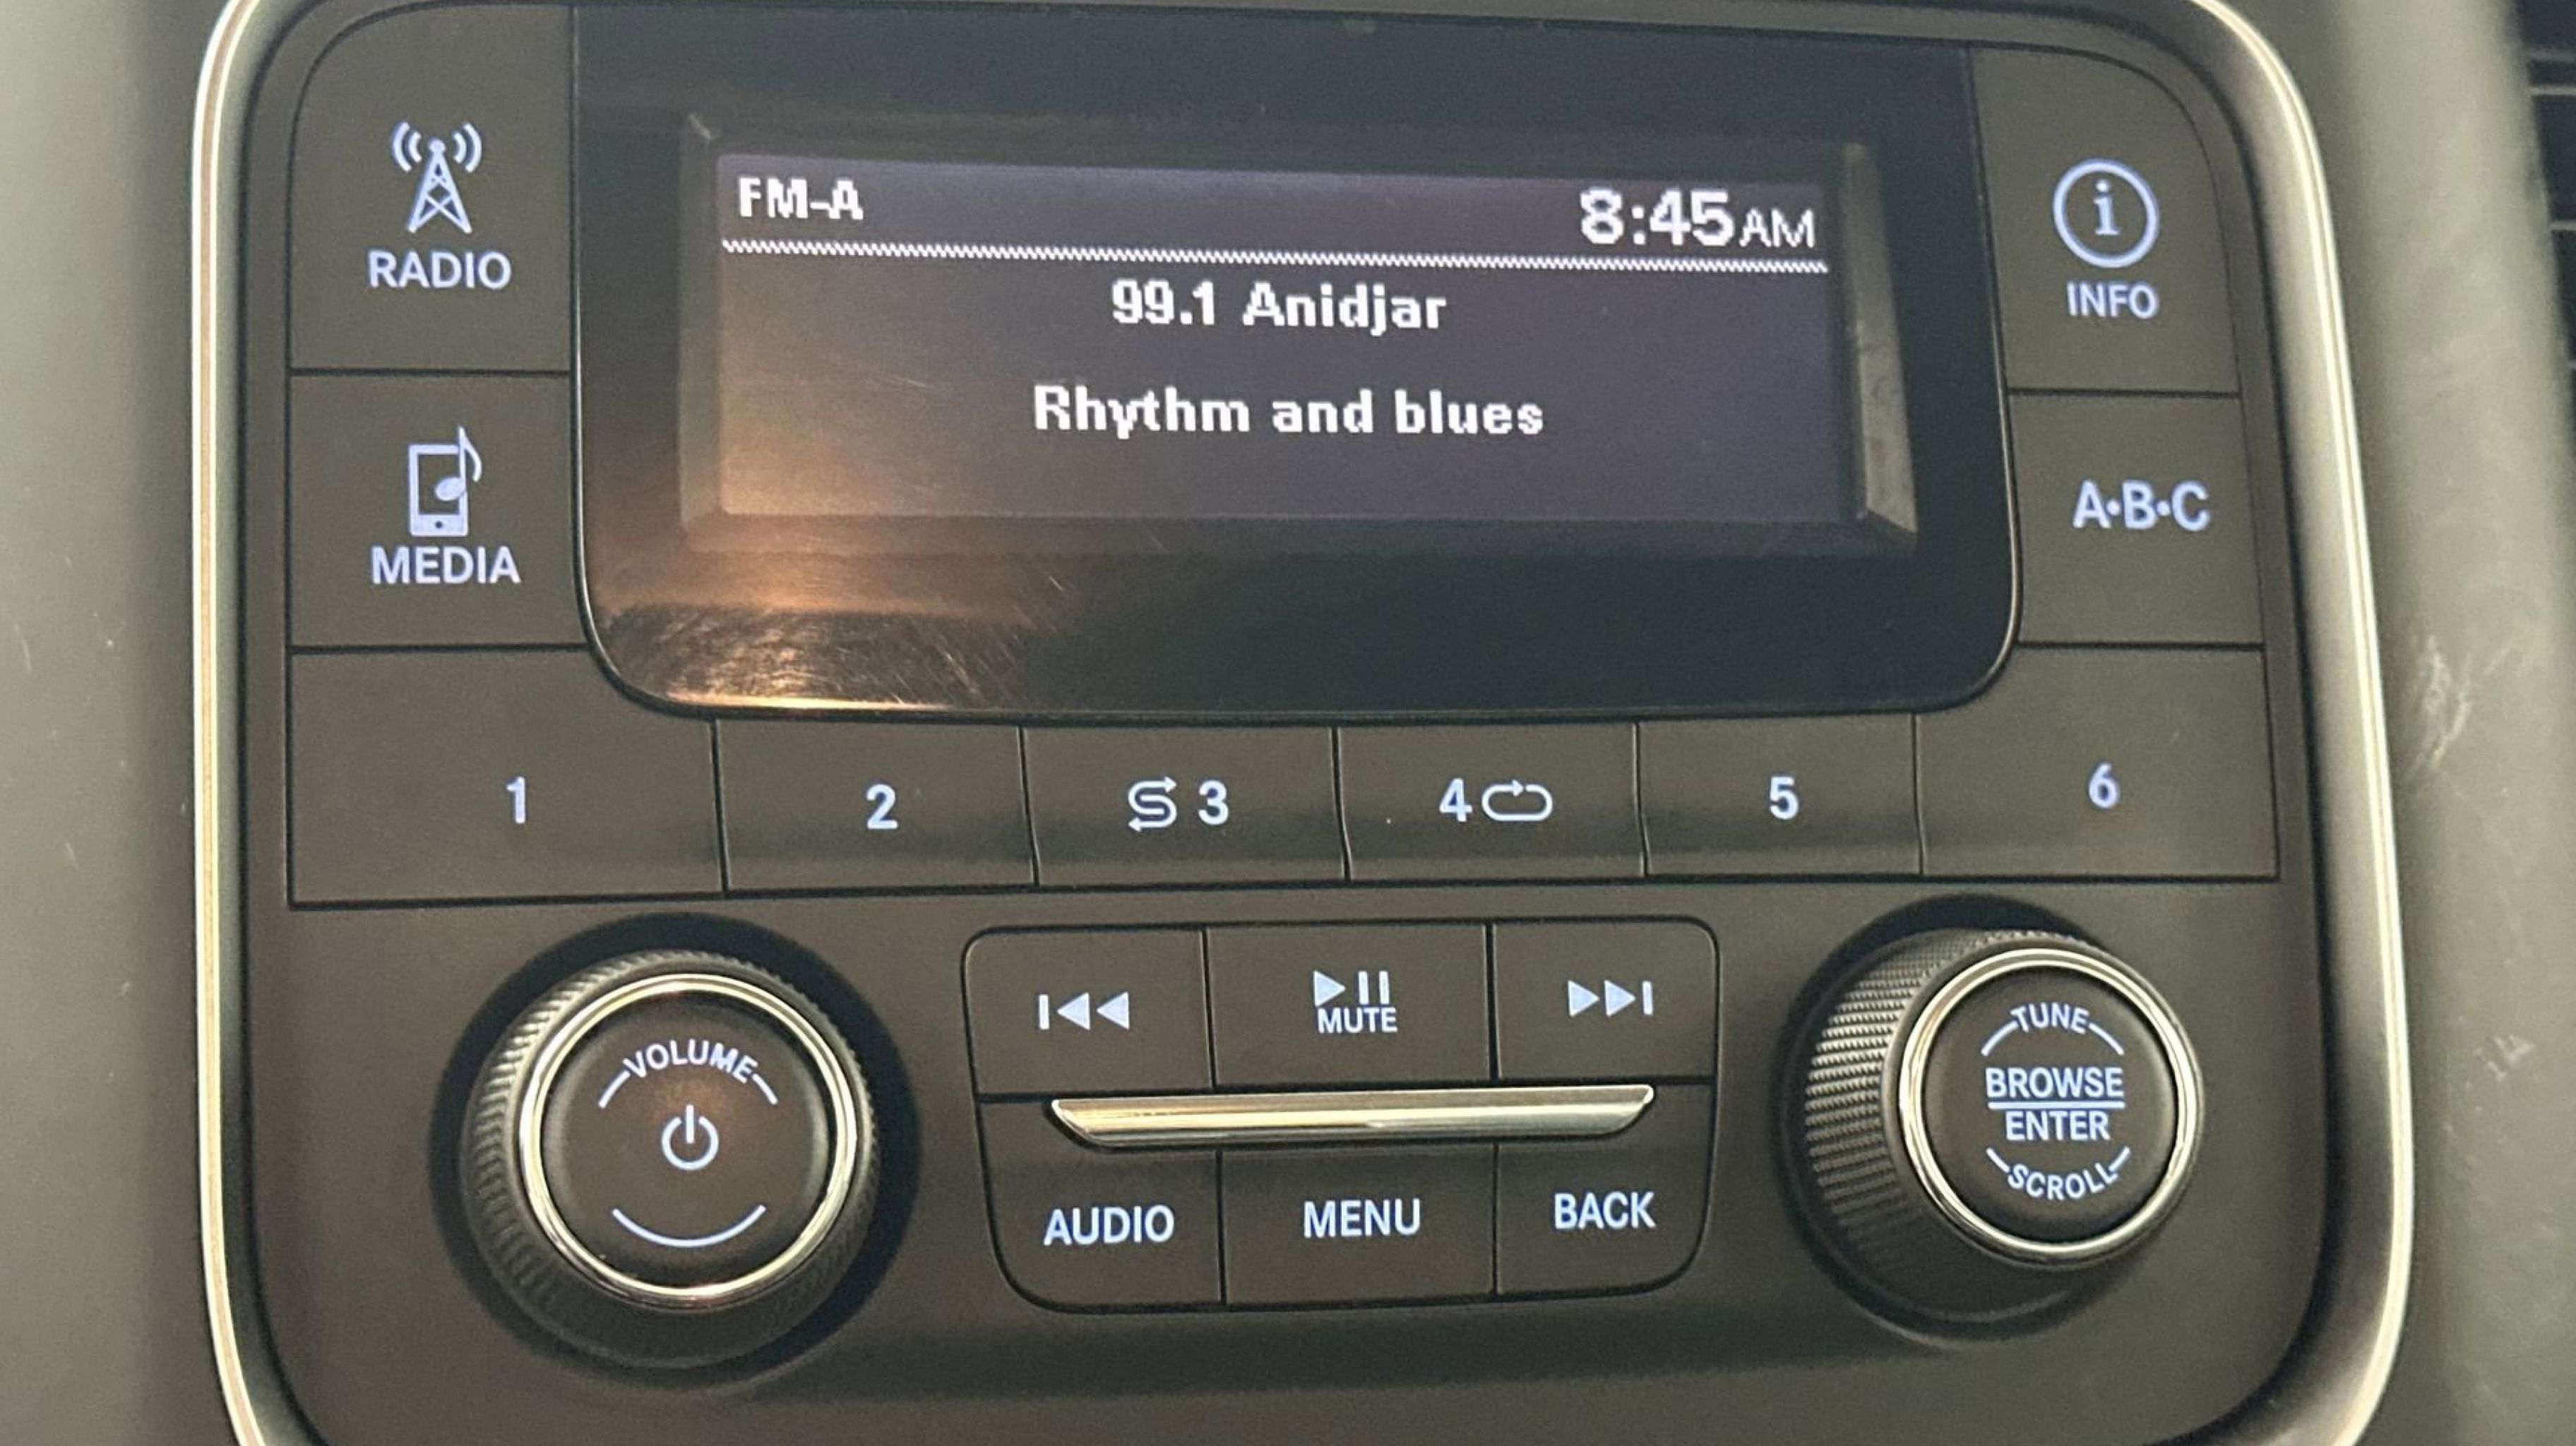 FM-A 8:45AM
99.1 Anidjar
Rhythm and blues
RADIO
INFO
MEDIA
A•B•C
1 2 3 4 5 6
VOLUME
MUTE
TUNE
BROWSE
ENTER
SCROLL
AUDIO MENU BACK